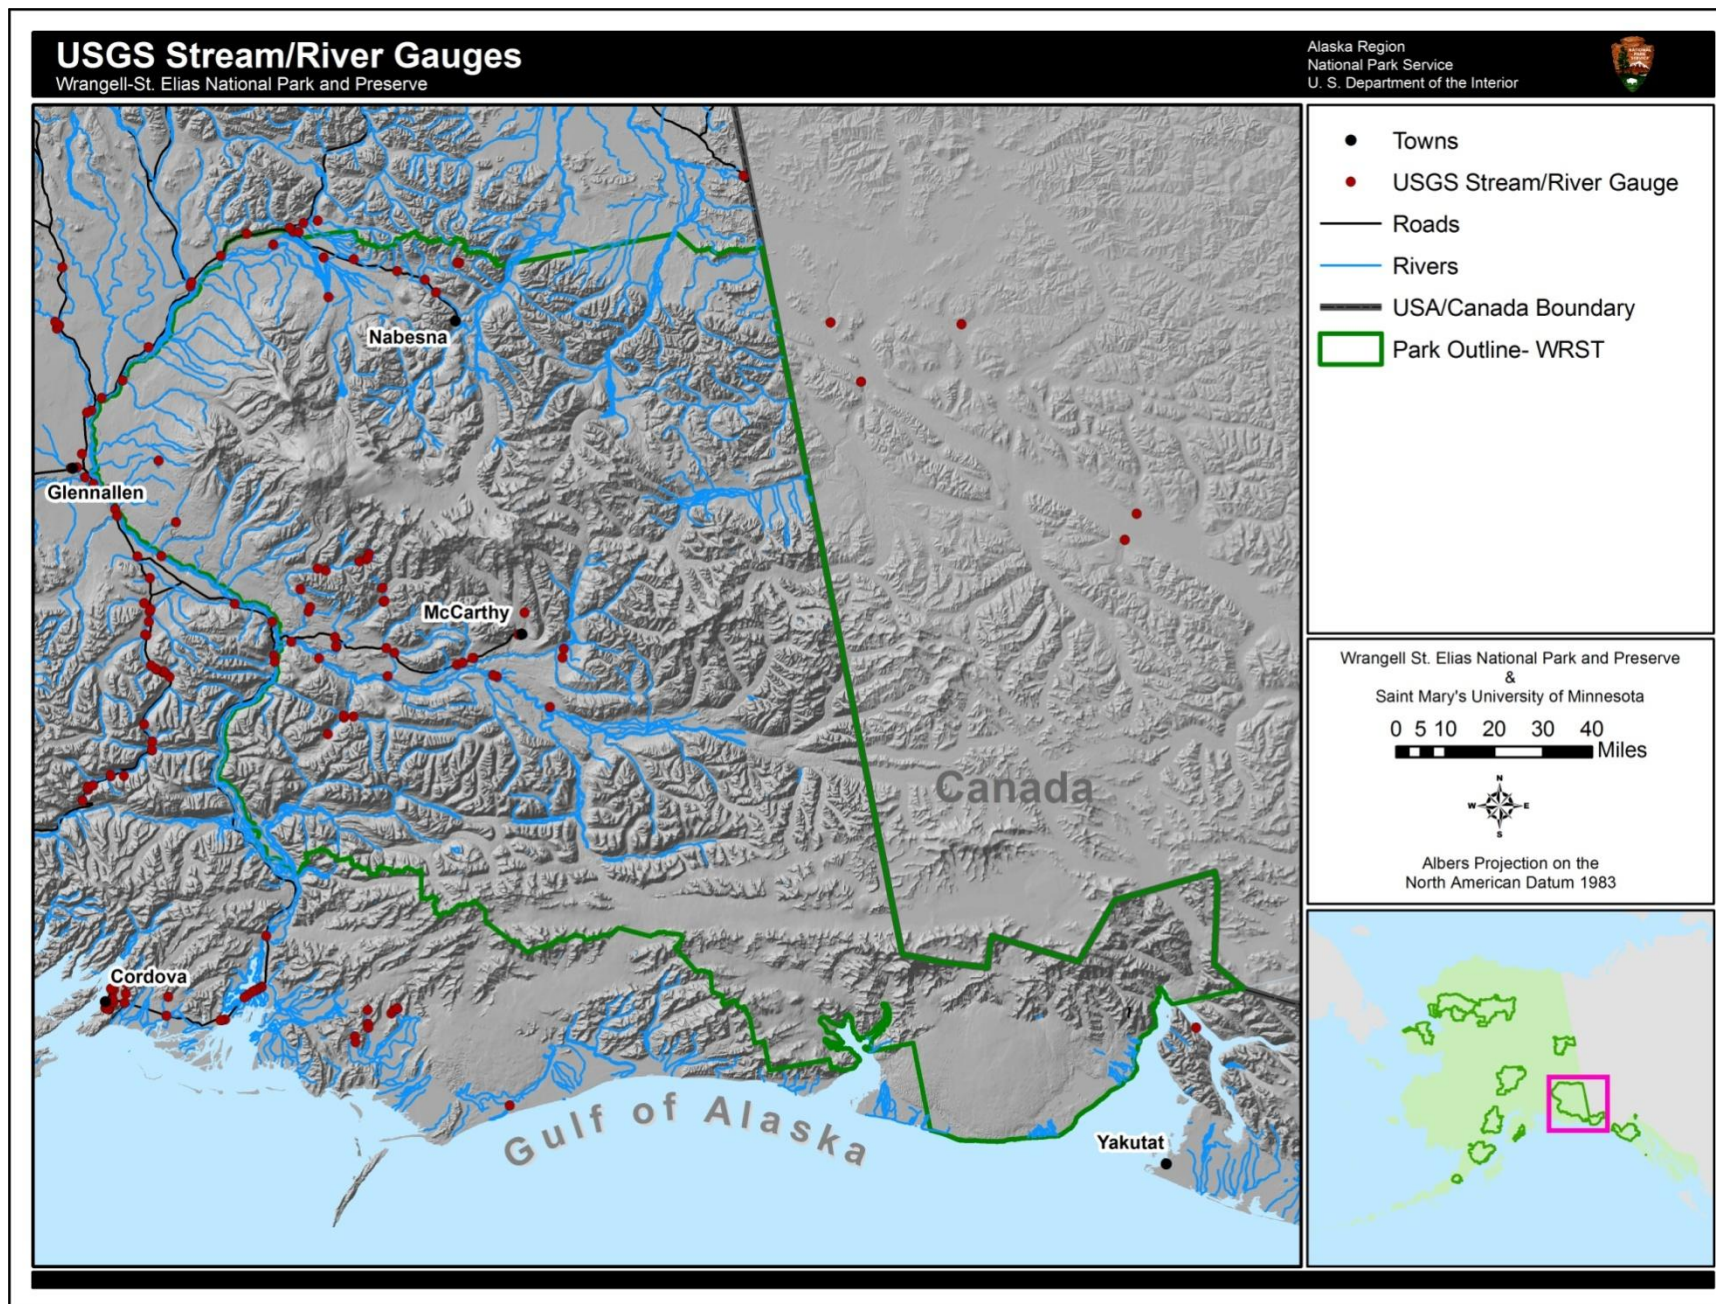 USGS Stream/River Gauges
Wrangell-St. Elias National Park and Preserve
Alaska Region
National Park Service
U. S. Department of the Interior
NATIONAL
PARK
SERVICE
Towns
USGS Stream/River Gauge
Roads
Rivers
USA/Canada Boundary
Park Outline- WRST
Nabesna
Glennallen
McCarthy
Canada
Cordova
Gulf of Alaska
Yakutat
Wrangell St. Elias National Park and Preserve
&
Saint Mary's University of Minnesota
0 5 10 20 30 40
Miles
N
W E
S
Albers Projection on the
North American Datum 1983